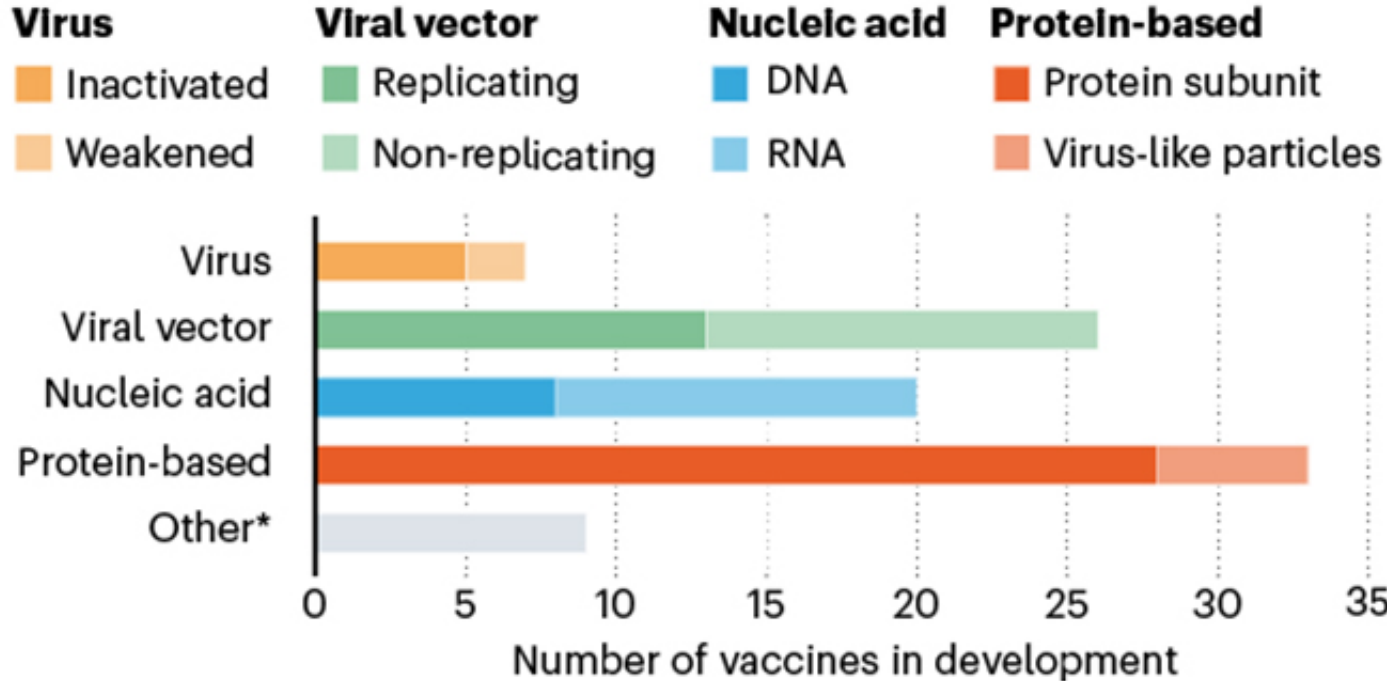 Virus Viral vector Nucleic acid Protein-based
Inactivated Replicating DNA Protein subunit
Weakened Non-replicating RNA Virus-like particles
Virus
Viral vector
Nucleic acid
Protein-based
Other*
0 5 10 15 20 25 30 35
Number of vaccines in development